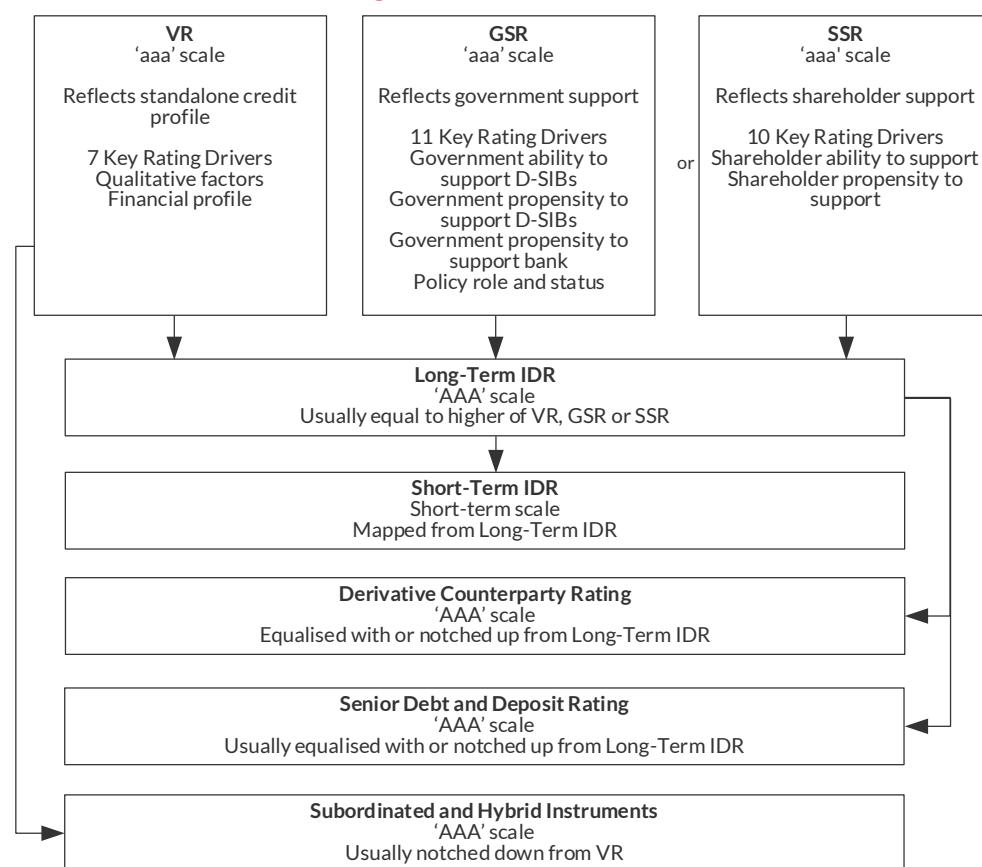 VR
‘aaa’ scale
Reflects standalone credit
profile
7 Key Rating Drivers
Qualitative factors
Financial profile
GSR
‘aaa’ scale
Reflects government support
11 Key Rating Drivers
Government ability to
support D-SIBs
Government propensity to
support D-SIBs
Government propensity to
support bank
Policy role and status
or
SSR
‘aaa' scale
Reflects shareholder support
10 Key Rating Drivers
Shareholder ability to support
Shareholder propensity to
support
Long-Term IDR
‘AAA’ scale
Usually equal to higher of VR, GSR or SSR
Short-Term IDR
Short-term scale
Mapped from Long-Term IDR
Derivative Counterparty Rating
‘AAA’ scale
Equalised with or notched up from Long-Term IDR
Senior Debt and Deposit Rating
‘AAA’ scale
Usually equalised with or notched up from Long-Term IDR
Subordinated and Hybrid Instruments
‘AAA’ scale
Usually notched down from VR